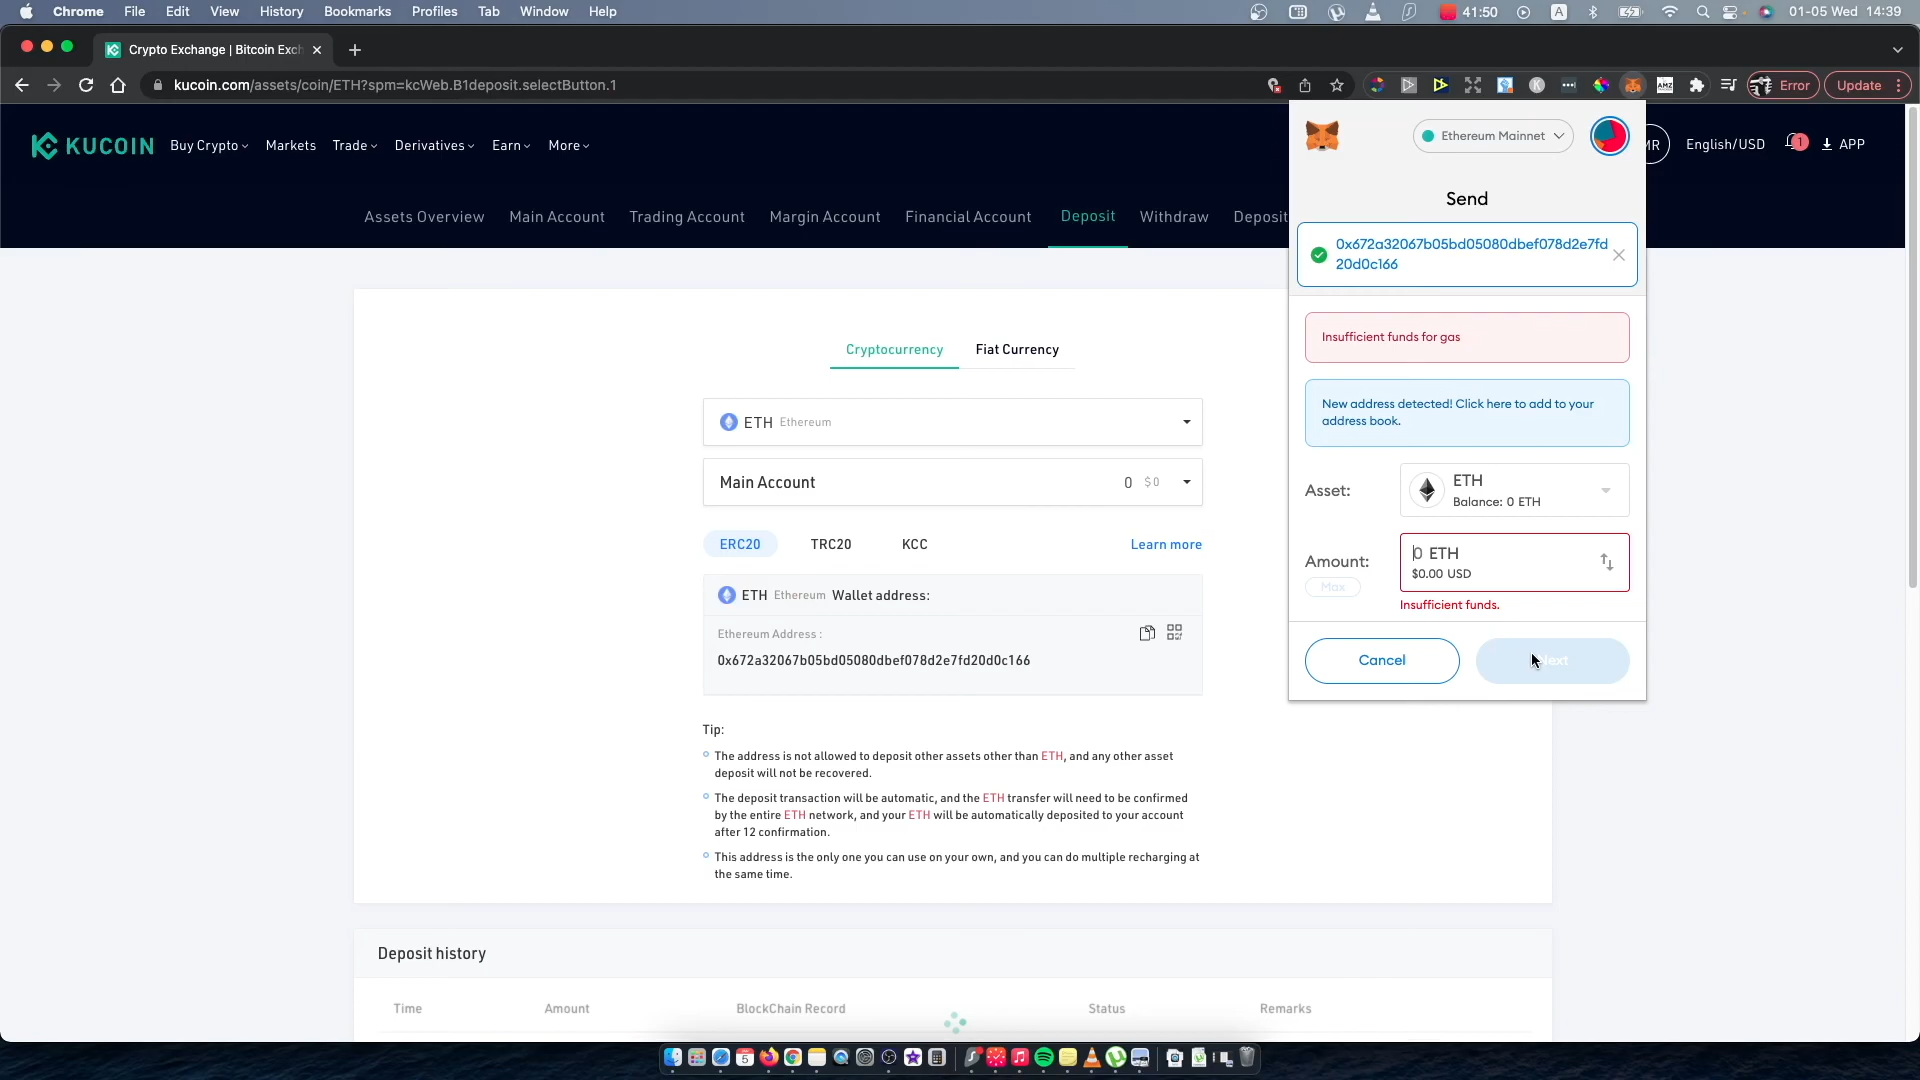 Chrome File Edit View History Bookmarks Profiles Tab Window Help
41:50 A 01-05 Wed 14:39
Crypto Exchange | Bitcoin Exch
kucoin.com/assets/coin/ETH?spm=kcWeb.B1deposit.selectButton.1
K AMZ Error Update
KUCOIN Buy Crypto Markets Trade Derivatives Earn More
MR English/USD 1 APP
Assets Overview Main Account Trading Account Margin Account Financial Account Deposit Withdraw Deposit
Cryptocurrency Fiat Currency
ETH Ethereum
Main Account 0 $0
ERC20 TRC20 KCC Learn more
ETH Ethereum Wallet address:
Ethereum Address :
0x672a32067b05bd05080dbef078d2e7fd20d0c166
Tip:
The address is not allowed to deposit other assets other than ETH, and any other asset
deposit will not be recovered.
The deposit transaction will be automatic, and the ETH transfer will need to be confirmed
by the entire ETH network, and your ETH will be automatically deposited to your account
after 12 confirmation.
This address is the only one you can use on your own, and you can do multiple recharging at
the same time.
Deposit history
Time Amount BlockChain Record Status Remarks
Ethereum Mainnet
Send
0x672a32067b05bd05080dbef078d2e7fd
20d0c166
Insufficient funds for gas
New address detected! Click here to add to your
address book.
Asset:
ETH
Balance: 0 ETH
Amount:
Max
0 ETH
$0.00 USD
Insufficient funds.
Cancel Next
5